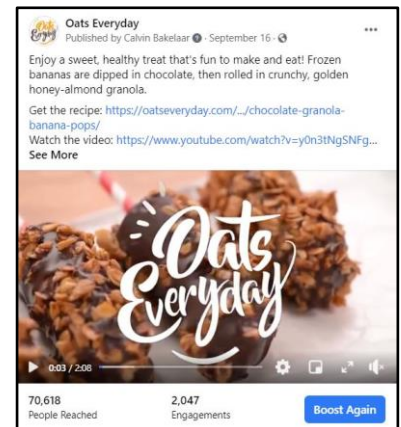 Oats Everyday
Published by Calvin Bakelaar · September 16 ·
Enjoy a sweet, healthy treat that's fun to make and eat! Frozen
bananas are dipped in chocolate, then rolled in crunchy, golden
honey-almond granola.
Get the recipe: https://oatseveryday.com/.../chocolate-granola-
banana-pops/
Watch the video: https://www.youtube.com/watch?v=y0n3tNgSNFg...
See More
Oats
Everyday
0:03 / 2:08
70,618
People Reached
2,047
Engagements
Boost Again